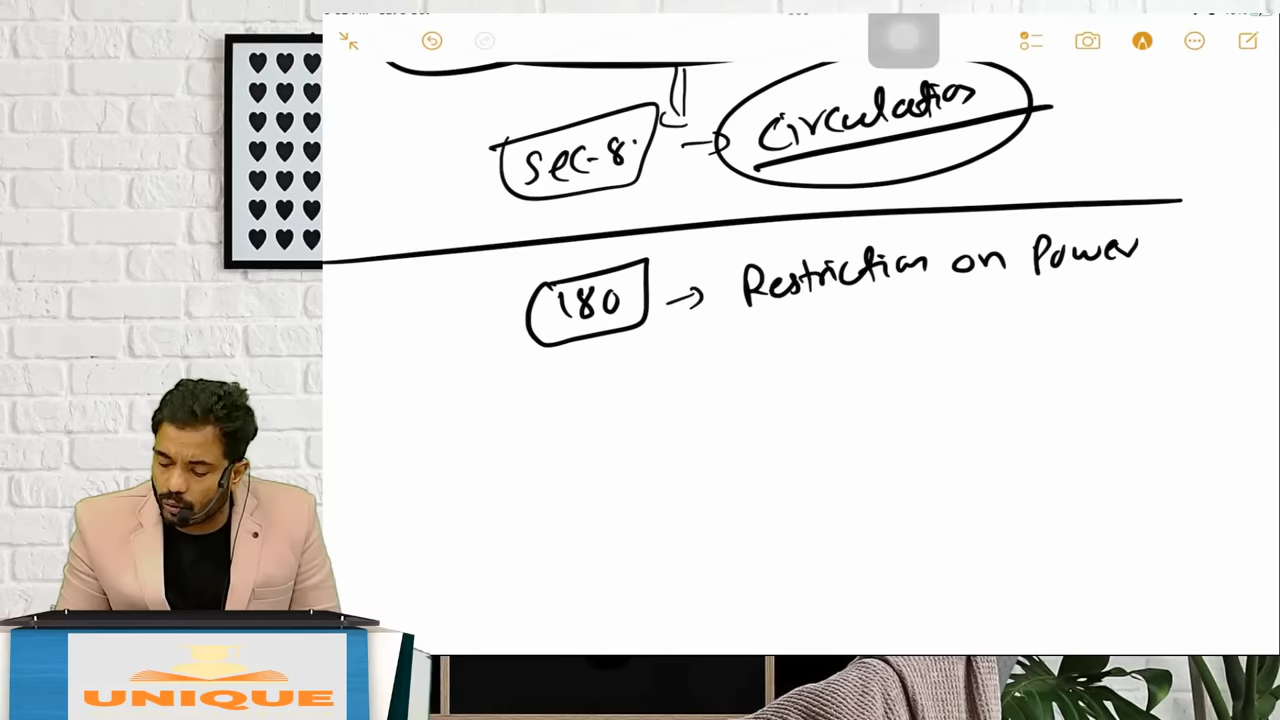 Sec-8. → Circulation
180 → Restriction on Power
UNIQUE